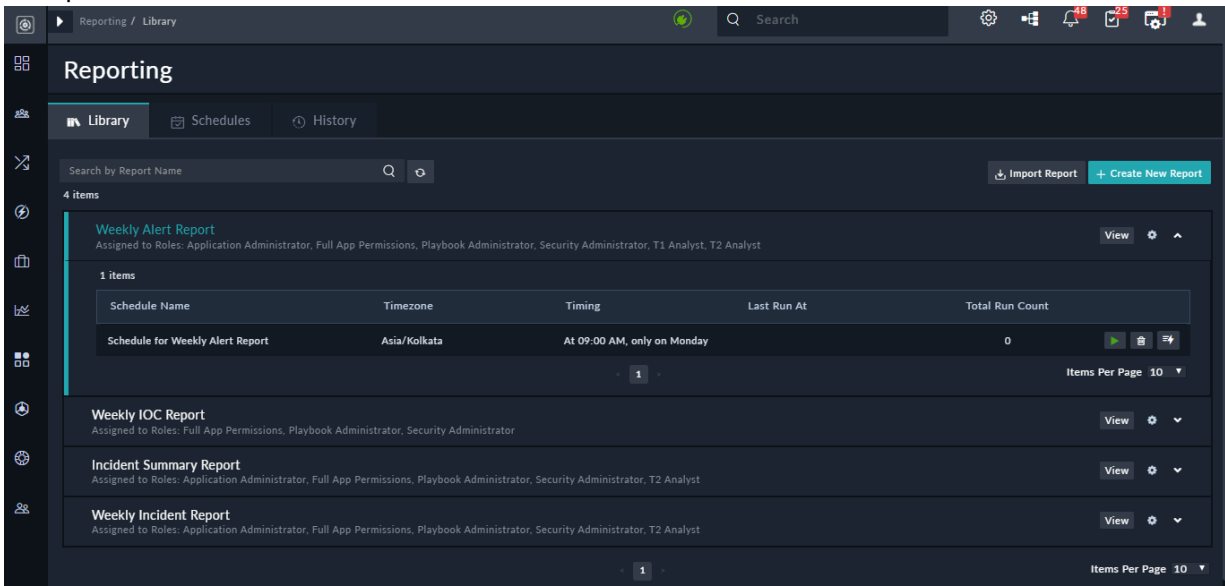 Reporting / Library
Search
48
25
!
Reporting
Library
Schedules
History
Search by Report Name
Import Report
+ Create New Report
4 items
Weekly Alert Report
View
Assigned to Roles: Application Administrator, Full App Permissions, Playbook Administrator, Security Administrator, T1 Analyst, T2 Analyst
1 items
Schedule Name Timezone Timing Last Run At Total Run Count
Schedule for Weekly Alert Report Asia/Kolkata At 09:00 AM, only on Monday 0
1
Items Per Page 10
Weekly IOC Report
View
Assigned to Roles: Full App Permissions, Playbook Administrator, Security Administrator
Incident Summary Report
View
Assigned to Roles: Application Administrator, Full App Permissions, Playbook Administrator, Security Administrator, T2 Analyst
Weekly Incident Report
View
Assigned to Roles: Application Administrator, Full App Permissions, Playbook Administrator, Security Administrator, T2 Analyst
1
Items Per Page 10